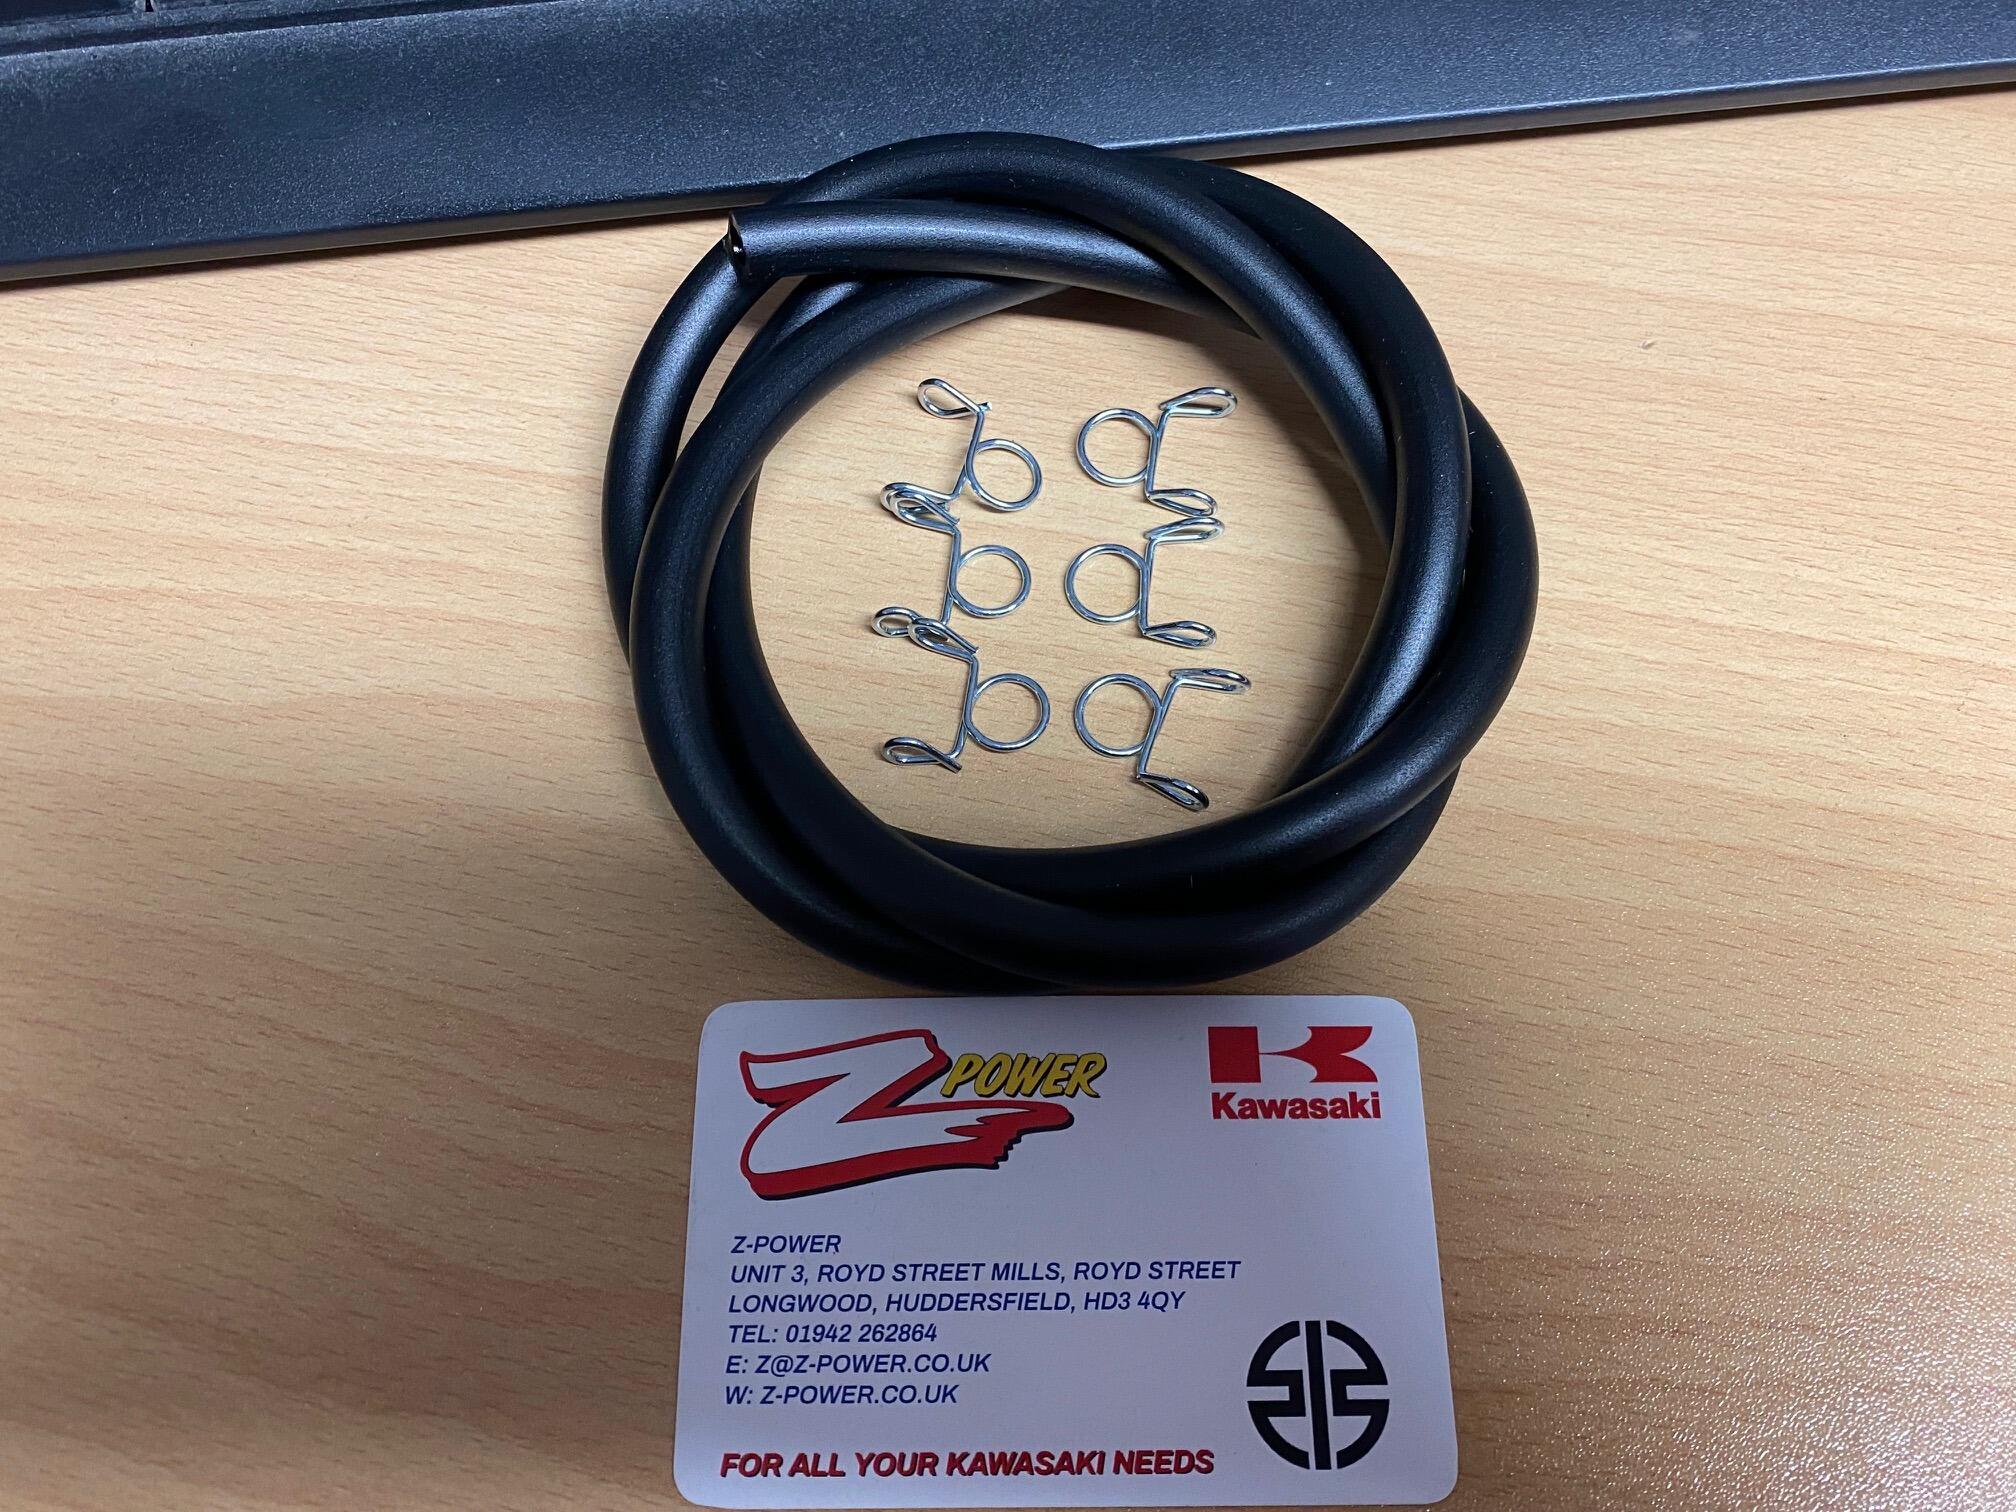 Z POWER
Kawasaki
Z-POWER
UNIT 3, ROYD STREET MILLS, ROYD STREET
LONGWOOD, HUDDERSFIELD, HD3 4QY
TEL: 01942 262864
E: Z@Z-POWER.CO.UK
W: Z-POWER.CO.UK
FOR ALL YOUR KAWASAKI NEEDS